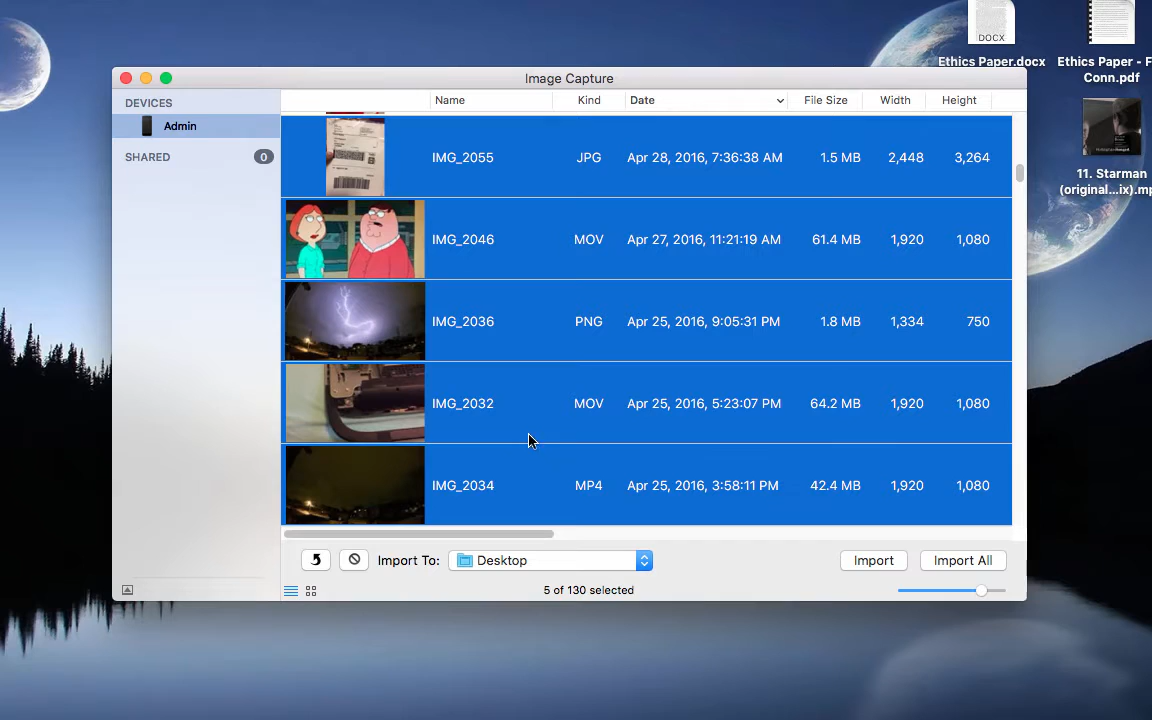 DOCX
Ethics Paper.docx
Ethics Paper - F
Conn.pdf
11. Starman
(original...ix).mp
Image Capture
DEVICES
Admin
SHARED
0
Name Kind Date File Size Width Height
IMG_2055 JPG Apr 28, 2016, 7:36:38 AM 1.5 MB 2,448 3,264
IMG_2046 MOV Apr 27, 2016, 11:21:19 AM 61.4 MB 1,920 1,080
IMG_2036 PNG Apr 25, 2016, 9:05:31 PM 1.8 MB 1,334 750
IMG_2032 MOV Apr 25, 2016, 5:23:07 PM 64.2 MB 1,920 1,080
IMG_2034 MP4 Apr 25, 2016, 3:58:11 PM 42.4 MB 1,920 1,080
Import To: Desktop Import Import All
5 of 130 selected